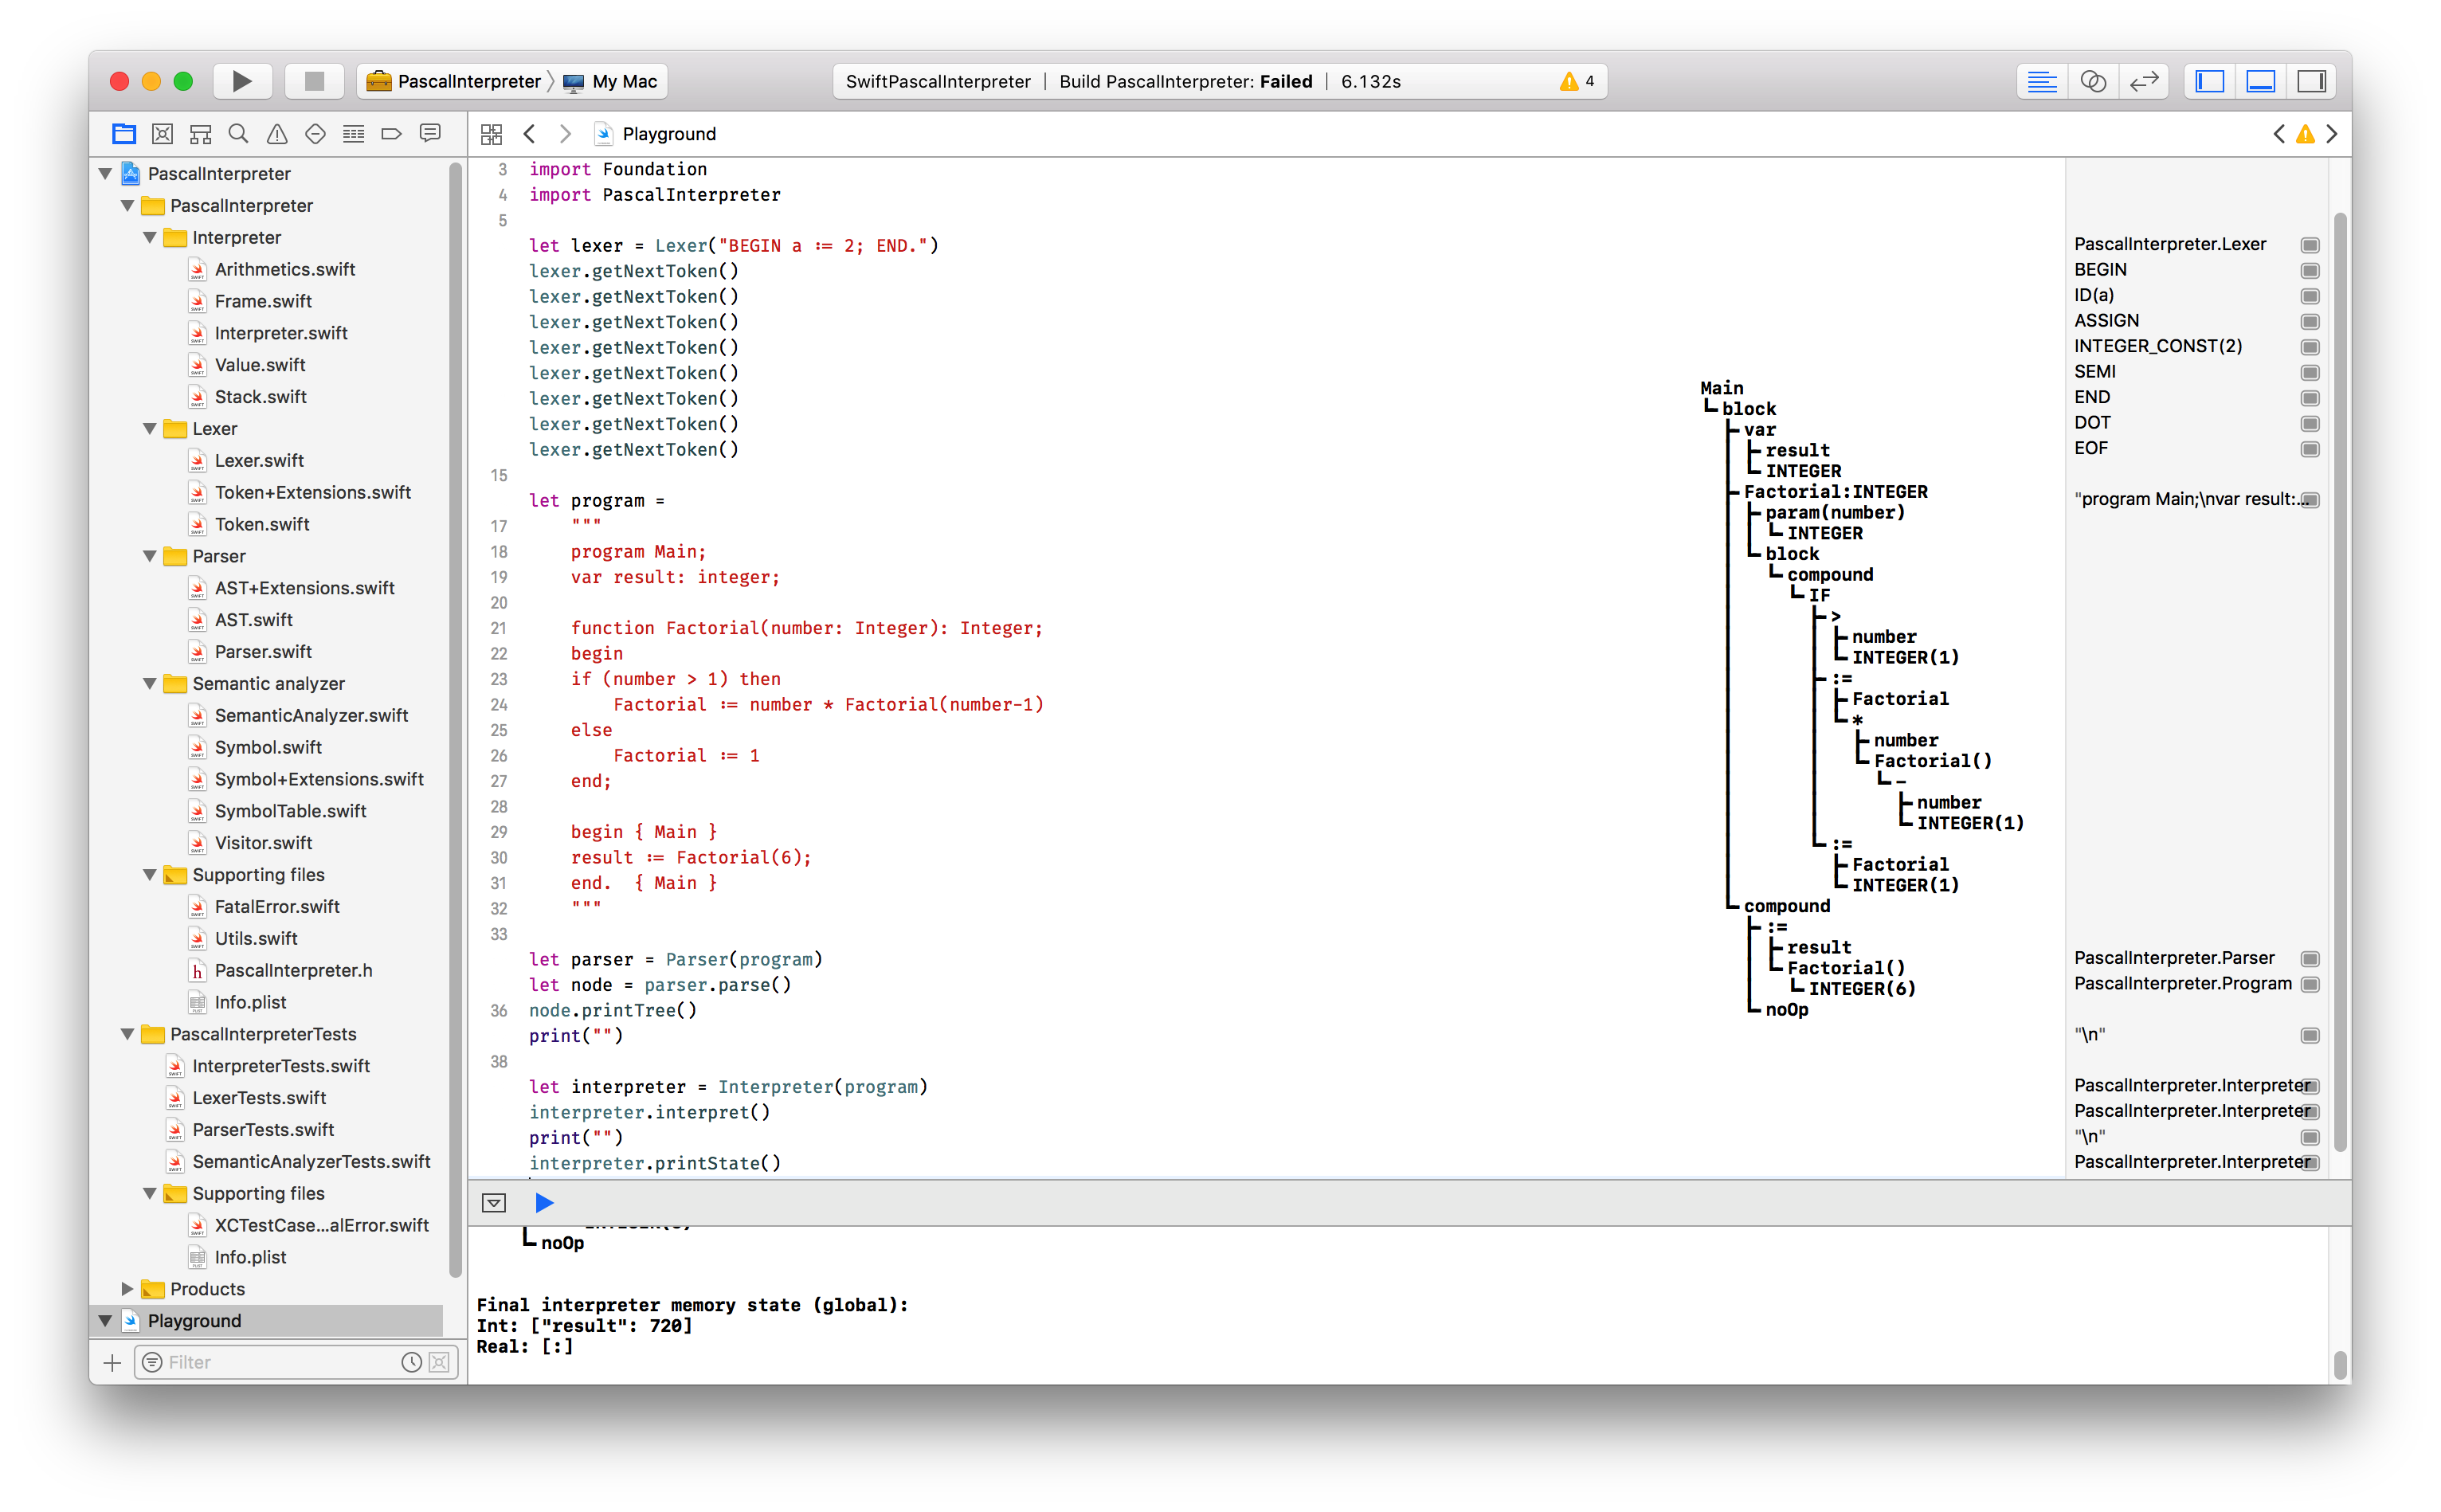 PascalInterpreter
My Mac
SwiftPascalInterpreter | Build PascalInterpreter: Failed | 6.132s
4
Playground
PascalInterpreter
PascalInterpreter
Interpreter
Arithmetics.swift
Frame.swift
Interpreter.swift
Value.swift
Stack.swift
Lexer
Lexer.swift
Token+Extensions.swift
Token.swift
Parser
AST+Extensions.swift
AST.swift
Parser.swift
Semantic analyzer
SemanticAnalyzer.swift
Symbol.swift
Symbol+Extensions.swift
SymbolTable.swift
Visitor.swift
Supporting files
FatalError.swift
Utils.swift
PascalInterpreter.h
Info.plist
PascalInterpreterTests
InterpreterTests.swift
LexerTests.swift
ParserTests.swift
SemanticAnalyzerTests.swift
Supporting files
XCTestCase...alError.swift
Info.plist
Products
Playground
Filter
3 import Foundation
4 import PascalInterpreter
5
let lexer = Lexer("BEGIN a := 2; END.")
lexer.getNextToken()
lexer.getNextToken()
lexer.getNextToken()
lexer.getNextToken()
lexer.getNextToken()
lexer.getNextToken()
lexer.getNextToken()
lexer.getNextToken()
15
let program =
17 """
18 program Main;
19 var result: integer;
20
21 function Factorial(number: Integer): Integer;
22 begin
23 if (number > 1) then
24 Factorial := number * Factorial(number-1)
25 else
26 Factorial := 1
27 end;
28
29 begin { Main }
30 result := Factorial(6);
31 end.  { Main }
32 """
33
let parser = Parser(program)
let node = parser.parse()
36 node.printTree()
print("")
38
let interpreter = Interpreter(program)
interpreter.interpret()
print("")
interpreter.printState()
Main
└─block
├─var
├─result
└─INTEGER
├─Factorial:INTEGER
├─param(number)
└─INTEGER
└─block
└─compound
└─IF
├─>
├─number
└─INTEGER(1)
├─:=
├─Factorial
└─*
├─number
└─Factorial()
└─-
├─number
└─INTEGER(1)
└─:=
├─Factorial
└─INTEGER(1)
└─compound
├─:=
├─result
└─Factorial()
└─INTEGER(6)
└─noOp
PascalInterpreter.Lexer
BEGIN
ID(a)
ASSIGN
INTEGER_CONST(2)
SEMI
END
DOT
EOF
"program Main;\nvar result:...
PascalInterpreter.Parser
PascalInterpreter.Program
"\n"
PascalInterpreter.Interpreter
PascalInterpreter.Interpreter
"\n"
PascalInterpreter.Interpreter
└─noOp
Final interpreter memory state (global):
Int: ["result": 720]
Real: [:]